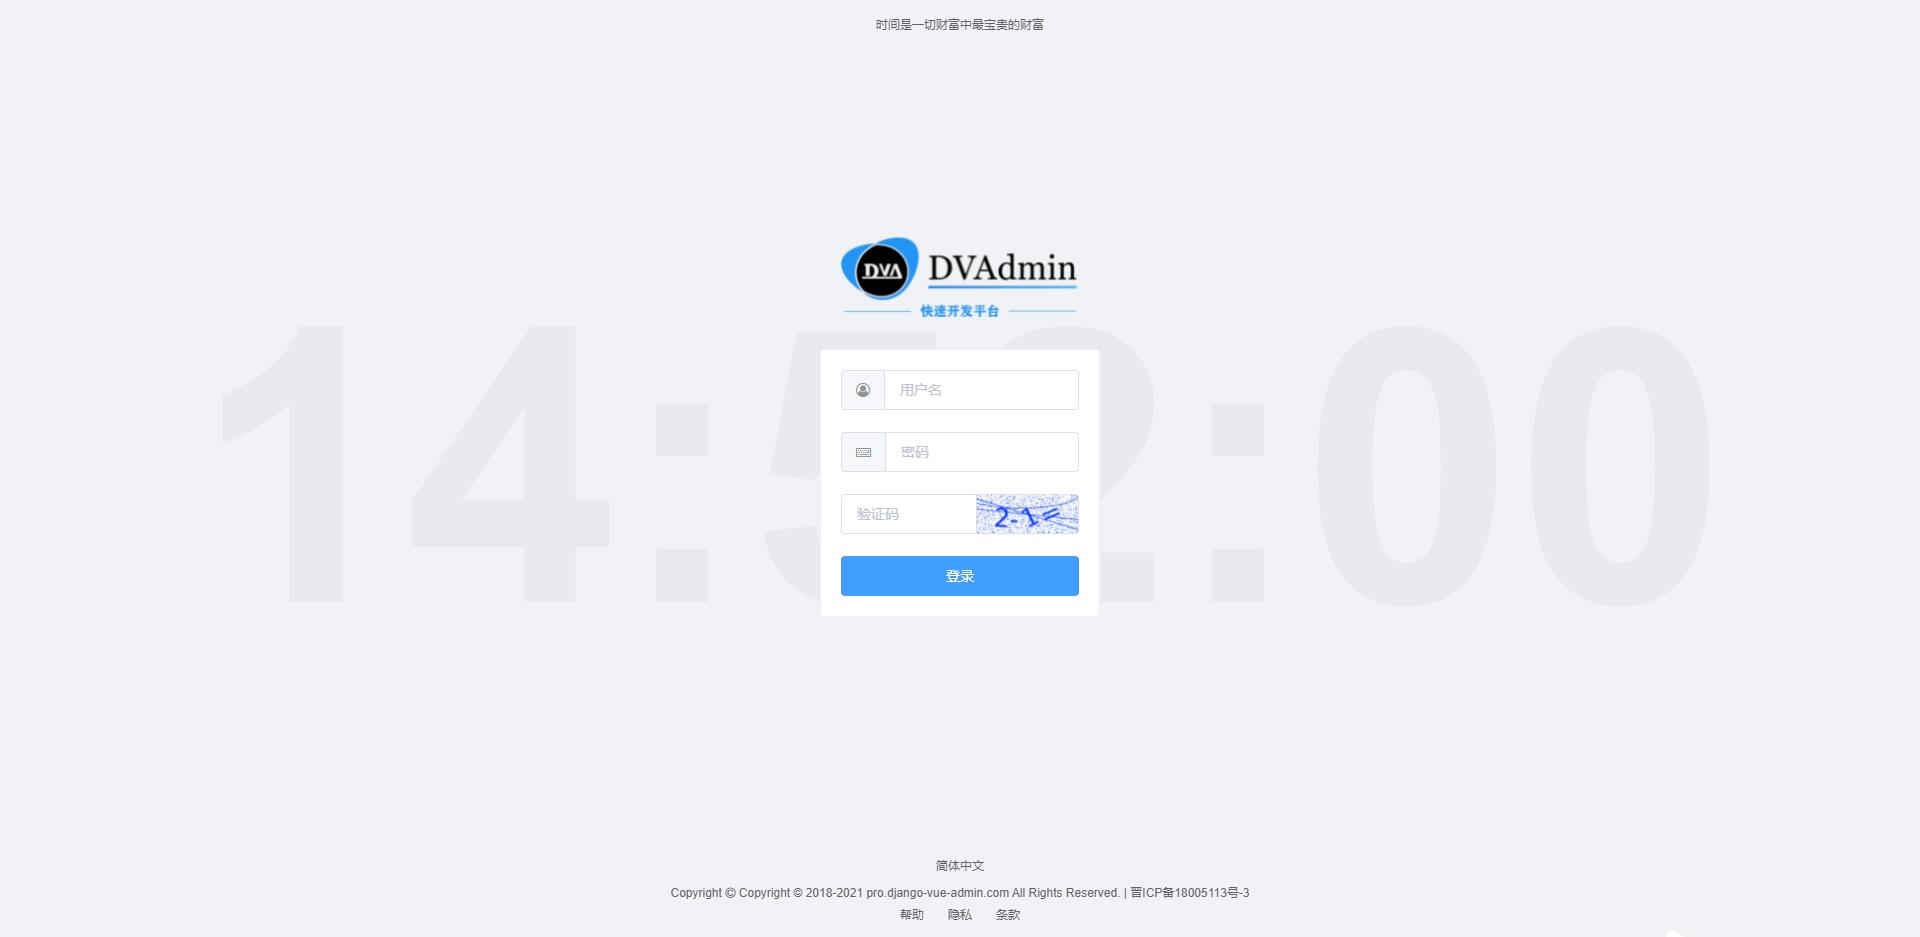 时间是一切财富中最宝贵的财富
DVA
DVAdmin
快速开发平台
14:52:00
用户名
密码
验证码
2-1=
登录
简体中文
Copyright © Copyright © 2018-2021 pro.django-vue-admin.com All Rights Reserved. | 晋ICP备18005113号-3
帮助 隐私 条款